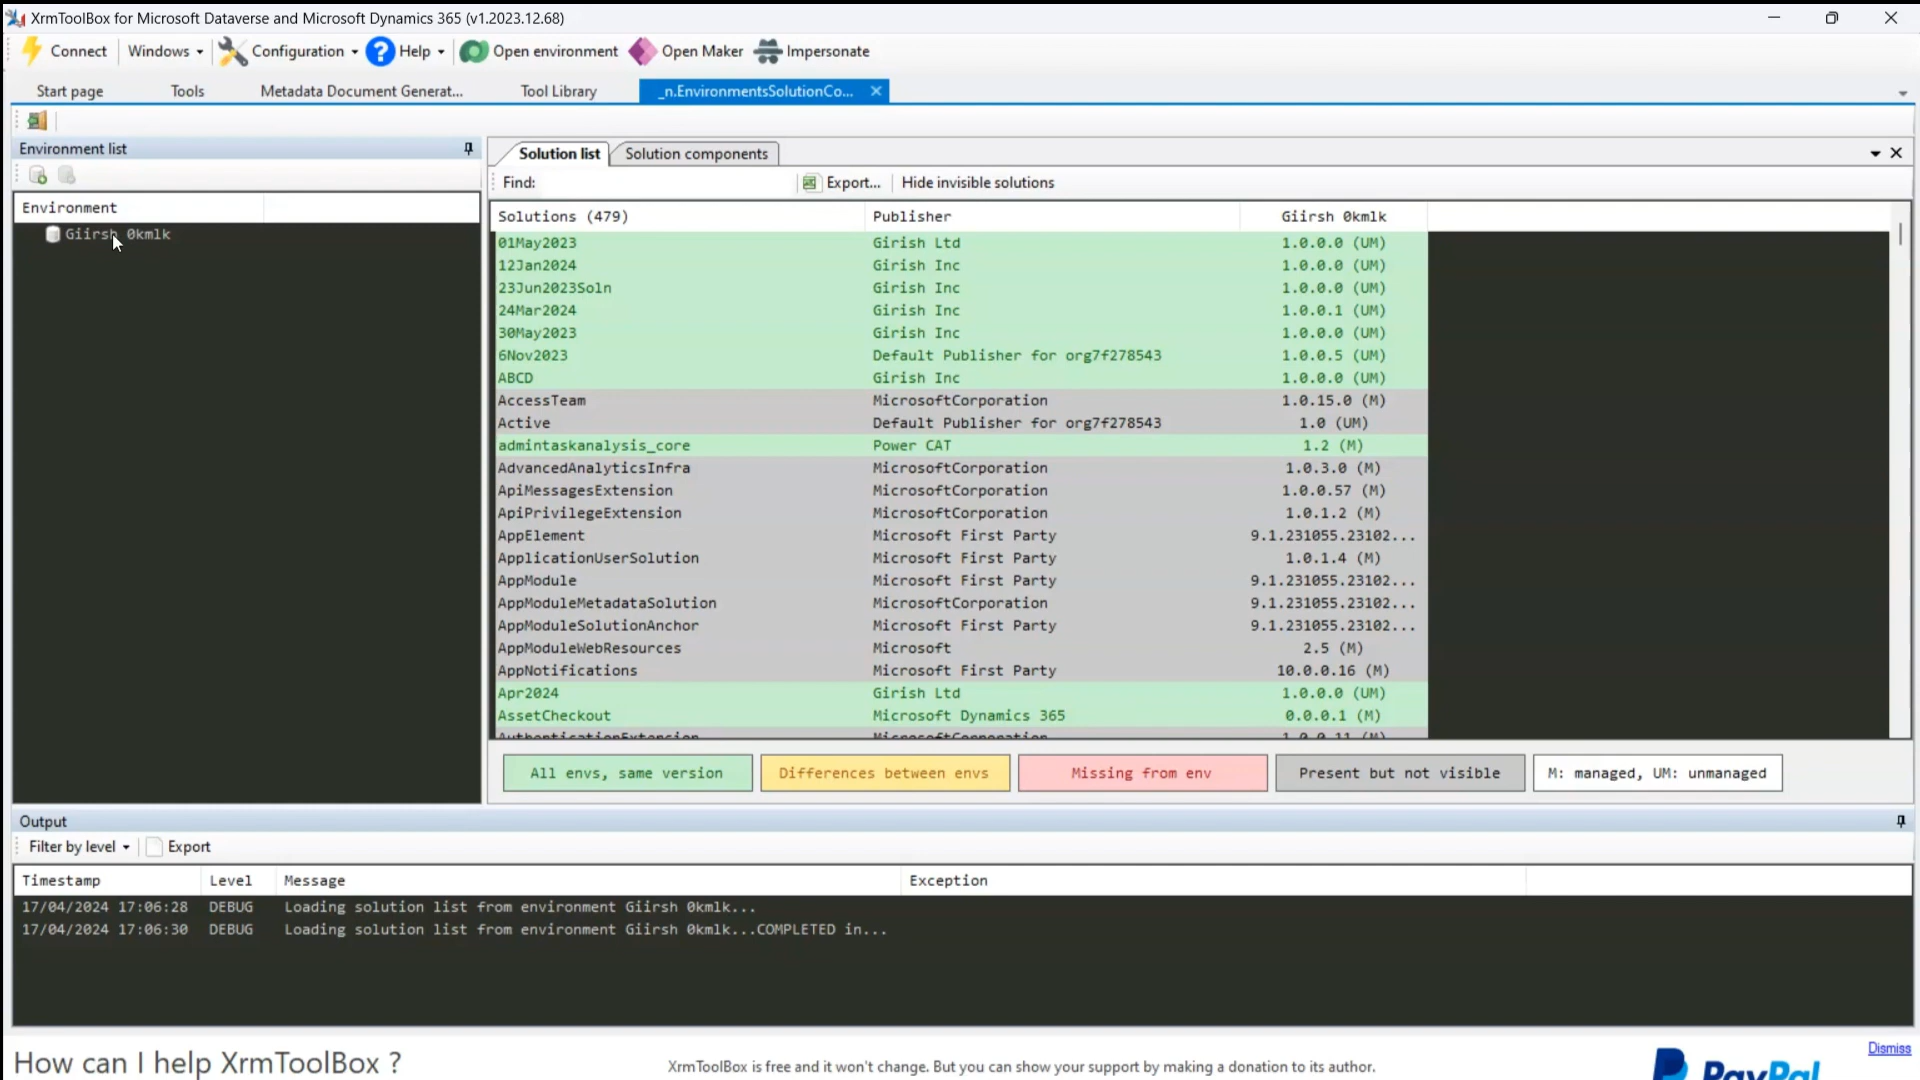 XrmToolBox for Microsoft Dataverse and Microsoft Dynamics 365 (v1.2023.12.68)
Connect Windows Configuration Help Open environment Open Maker Impersonate
Start page Tools Metadata Document Generat... Tool Library _n.EnvironmentsSolutionCo...
Environment list
Solution list Solution components
Find: Export... Hide invisible solutions
Environment
Giirsh 0kmlk
Solutions (479) Publisher Giirsh 0kmlk
01May2023 Girish Ltd 1.0.0.0 (UM)
12Jan2024 Girish Inc 1.0.0.0 (UM)
23Jun2023Soln Girish Inc 1.0.0.0 (UM)
24Mar2024 Girish Inc 1.0.0.1 (UM)
30May2023 Girish Inc 1.0.0.0 (UM)
6Nov2023 Default Publisher for org7f278543 1.0.0.5 (UM)
ABCD Girish Inc 1.0.0.0 (UM)
AccessTeam MicrosoftCorporation 1.0.15.0 (M)
Active Default Publisher for org7f278543 1.0 (UM)
admintaskanalysis_core Power CAT 1.2 (M)
AdvancedAnalyticsInfra MicrosoftCorporation 1.0.3.0 (M)
ApiMessagesExtension MicrosoftCorporation 1.0.0.57 (M)
ApiPrivilegeExtension MicrosoftCorporation 1.0.1.2 (M)
AppElement Microsoft First Party 9.1.231055.23102...
ApplicationUserSolution Microsoft First Party 1.0.1.4 (M)
AppModule Microsoft First Party 9.1.231055.23102...
AppModuleMetadataSolution MicrosoftCorporation 9.1.231055.23102...
AppModuleSolutionAnchor Microsoft First Party 9.1.231055.23102...
AppModuleWebResources Microsoft 2.5 (M)
AppNotifications Microsoft First Party 10.0.0.16 (M)
Apr2024 Girish Ltd 1.0.0.0 (UM)
AssetCheckout Microsoft Dynamics 365 0.0.0.1 (M)
AuthenticationExtension MicrosoftCorporation 1.0.0.11 (M)
All envs, same version Differences between envs Missing from env Present but not visible M: managed, UM: unmanaged
Output
Filter by level Export
Timestamp Level Message Exception
17/04/2024 17:06:28 DEBUG Loading solution list from environment Giirsh 0kmlk...
17/04/2024 17:06:30 DEBUG Loading solution list from environment Giirsh 0kmlk...COMPLETED in...
Dismiss
How can I help XrmToolBox ? XrmToolBox is free and it won't change. But you can show your support by making a donation to its author. PayPal